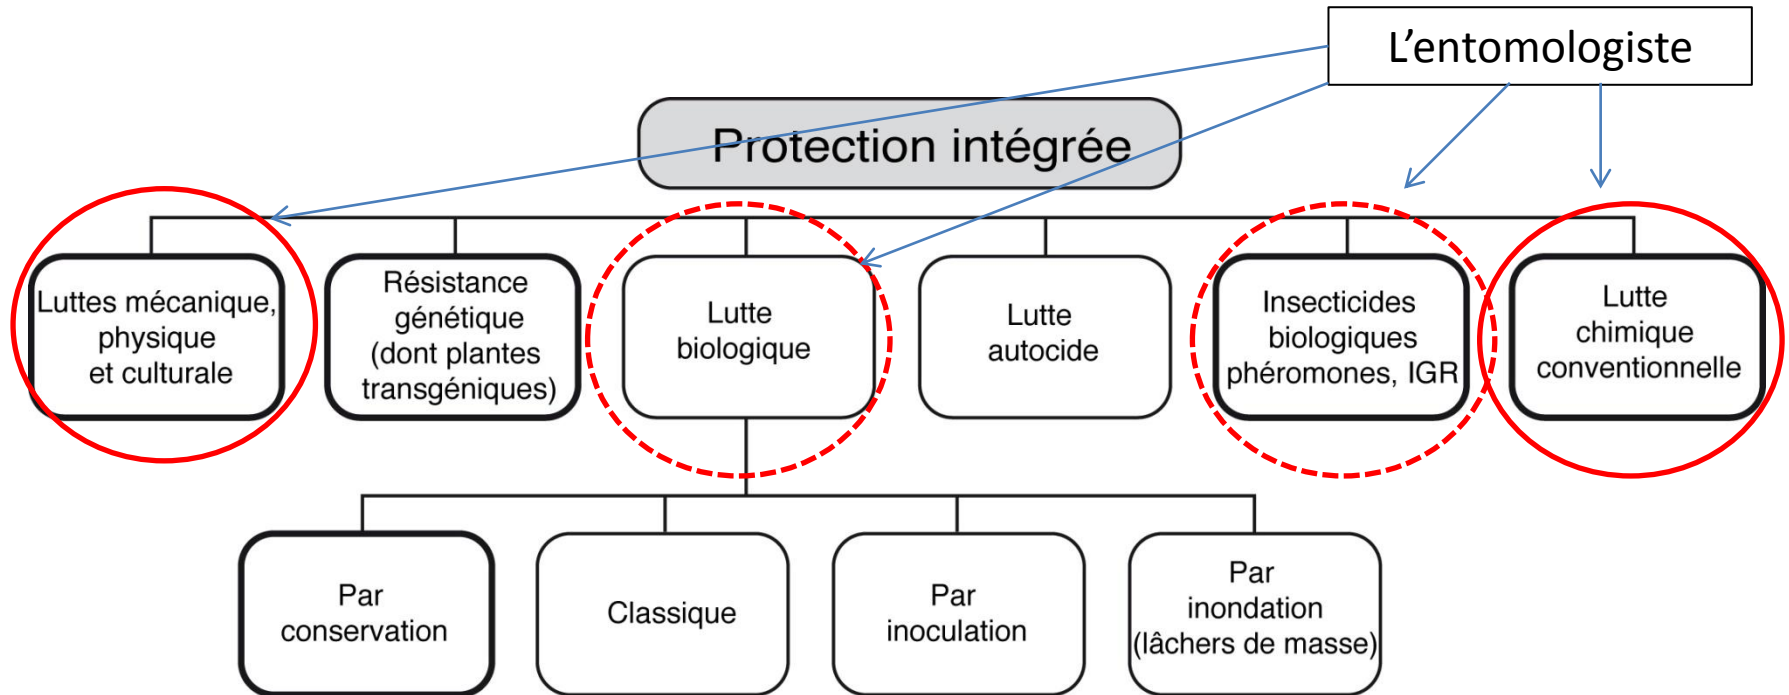 L'entomologiste
Protection intégrée
Luttes mécanique,
physique
et culturale
Résistance
génétique
(dont plantes
transgéniques)
Lutte
biologique
Lutte
autocide
Insecticides
biologiques
phéromones, IGR
Lutte
chimique
conventionnelle
Par
conservation
Classique
Par
inoculation
Par
inondation
(lâchers de masse)